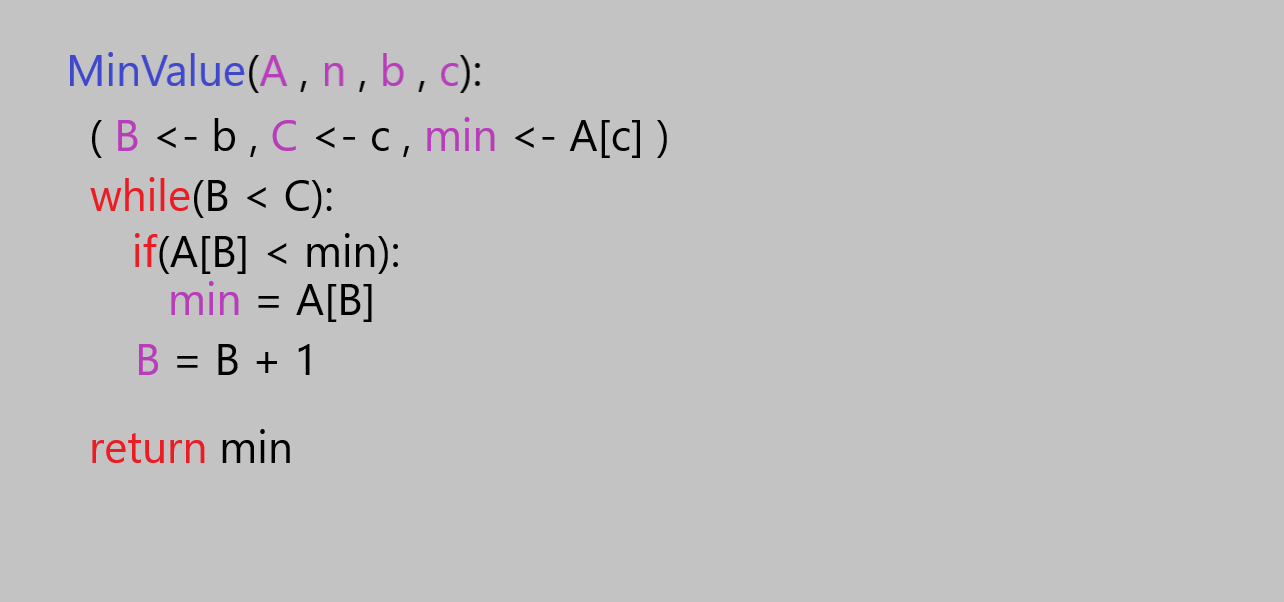 MinValue(A , n , b , c):
( B <- b , C <- c , min <- A[c] )
while(B < C):
if(A[B] < min):
min = A[B]
B = B + 1
return min